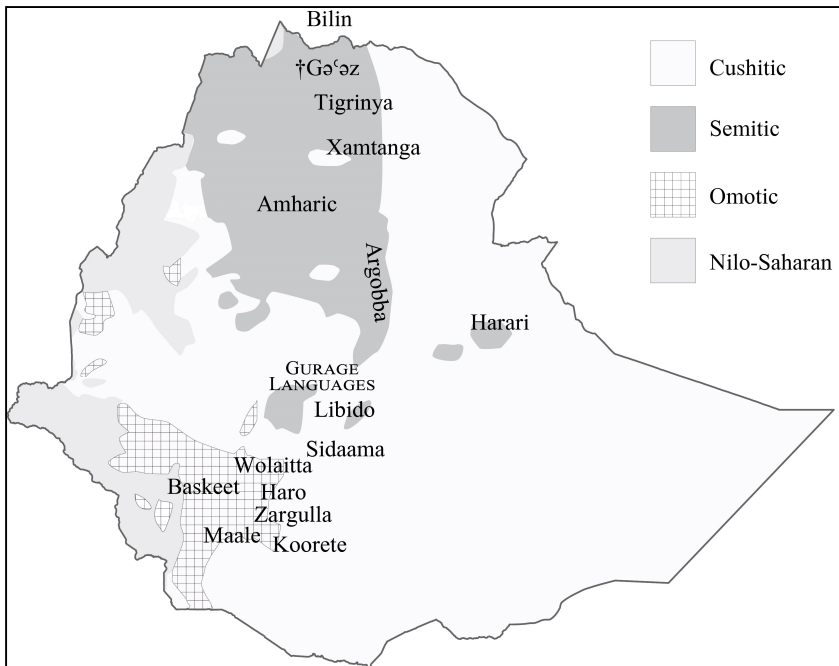 Bilin
†Gəˤəz
Tigrinya
Xamtanga
Amharic
Argobba
Harari
GURAGE
LANGUAGES
Libido
Sidaama
Wolaitta
Baskeet
Haro
Zargulla
Maale
Koorete
Cushitic
Semitic
Omotic
Nilo-Saharan